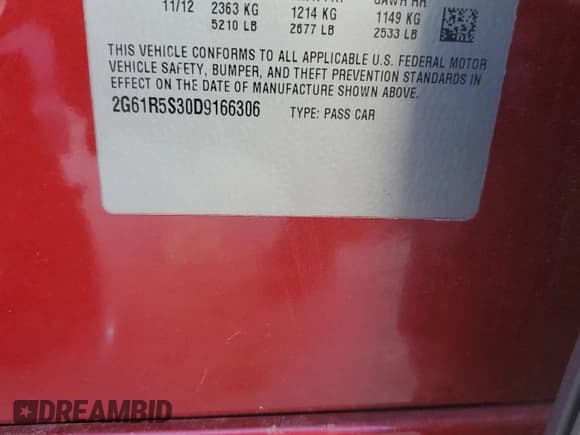 11/12 2363 KG 1214 KG 1149 KG
5210 LB 2677 LB 2533 LB
THIS VEHICLE CONFORMS TO ALL APPLICABLE U.S. FEDERAL MOTOR
VEHICLE SAFETY, BUMPER, AND THEFT PREVENTION STANDARDS IN
EFFECT ON THE DATE OF MANUFACTURE SHOWN ABOVE.
2G61R5S30D9166306 TYPE: PASS CAR
DREAMBID